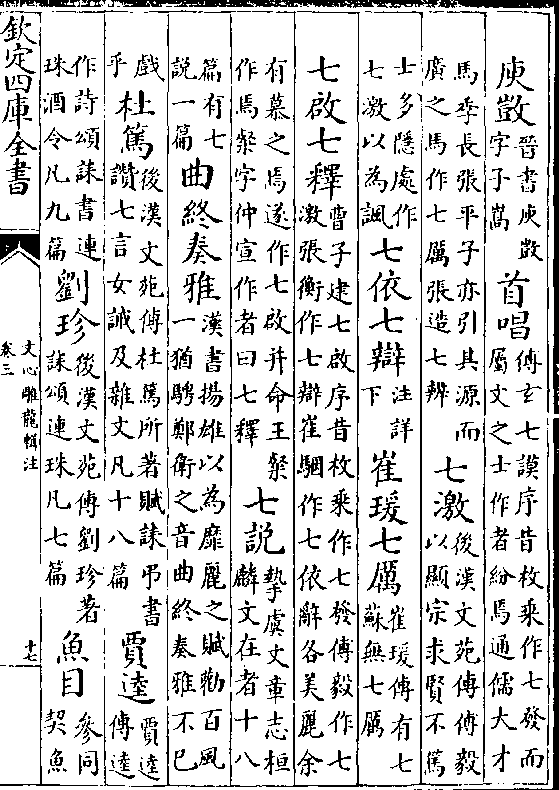 庾敳晉書庾敳字子嵩首唱傅玄七謨序昔枚乘作七發而屬文之士作者紛焉通儒大才
馬季長張平子亦引其源而廣之馬作七厲張造七辨七激後漢文苑傳傅毅以顯宗求賢不篤
士多隱處作七激以為諷七依七辯注詳下崔瑗七厲崔瑗傳有七蘇無七厲
七啟七釋曹子建七啟序昔枚乘作七發傅毅作七激張衡作七辯崔駰作七依辭各美麗余
有慕之焉遂作七啟并命王粲作焉粲字仲宣作者曰七釋七説摯虞文章志桓麟文在者十八
篇有七説一篇曲終奏雅漢書揚雄以為靡麗之賦勸百風一猶騁鄭衛之音曲終奏雅不已
戲乎杜篤後漢文苑傳杜篤所著賦誄弔書讚七言女誡及雜文凡十八篇賈逵賈逵傳逵
作詩頌誄書連珠酒令凡九篇劉珍後漢文苑傳劉珍著誄頌連珠凡七篇魚目參同契魚
欽定四庫全書
文心雕龍輯注
卷三
十七